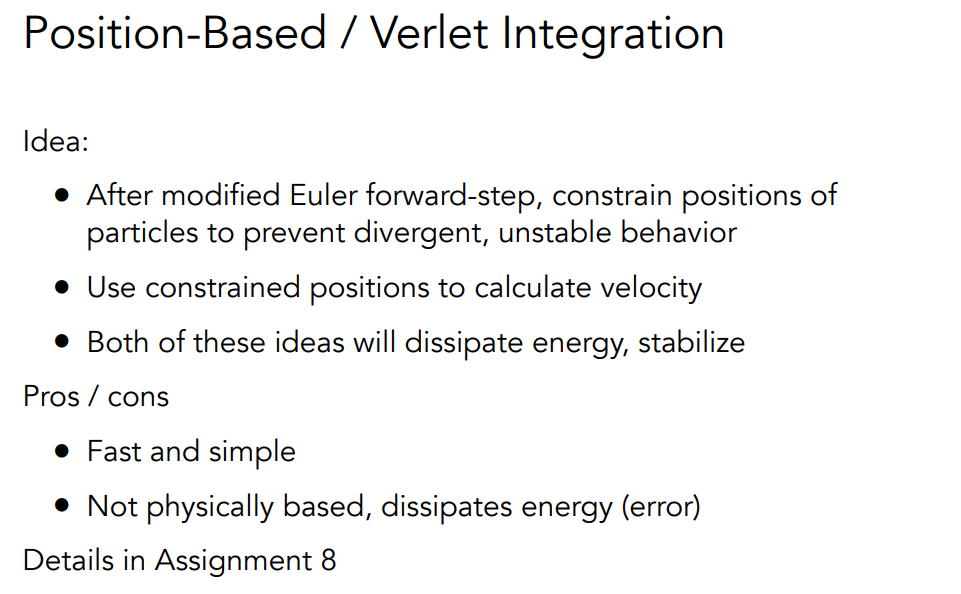 Position-Based / Verlet Integration
Idea:
• After modified Euler forward-step, constrain positions of
particles to prevent divergent, unstable behavior
• Use constrained positions to calculate velocity
• Both of these ideas will dissipate energy, stabilize
Pros / cons
• Fast and simple
• Not physically based, dissipates energy (error)
Details in Assignment 8